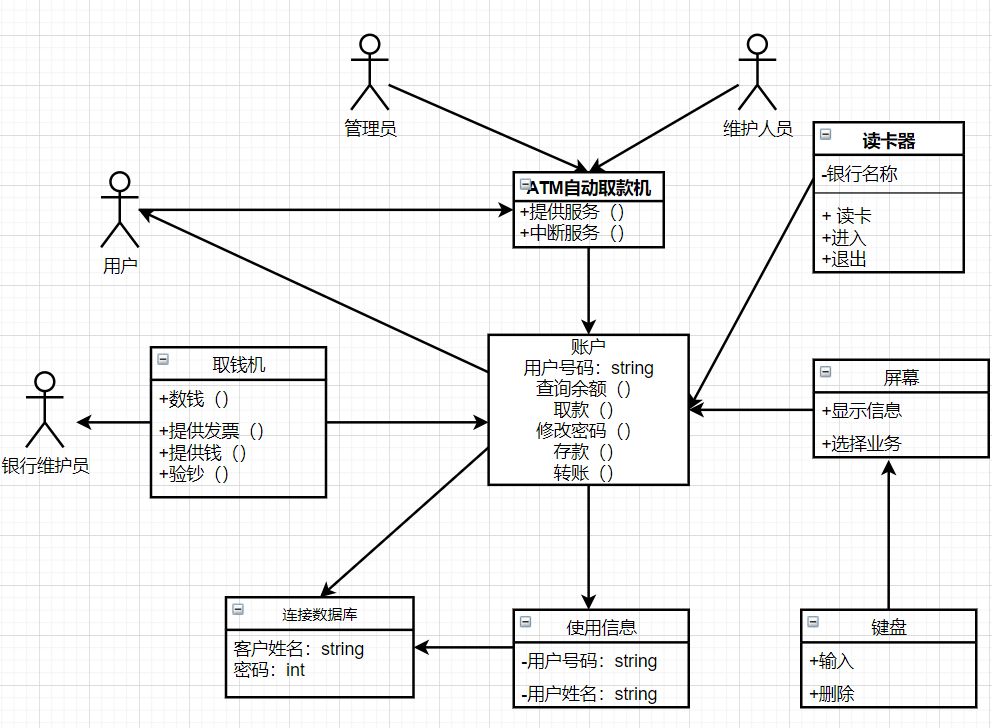 管理员
维护人员
读卡器
-银行名称
+ 读卡
+进入
+退出
ATM自动取款机
+提供服务（）
+中断服务（）
用户
账户
用户号码：string
查询余额（）
取款（）
修改密码（）
存款（）
转账（）
取钱机
+数钱（）
+提供发票（）
+提供钱（）
+验钞（）
屏幕
+显示信息
+选择业务
银行维护员
连接数据库
客户姓名：string
密码：int
使用信息
-用户号码：string
-用户姓名：string
键盘
+输入
+删除